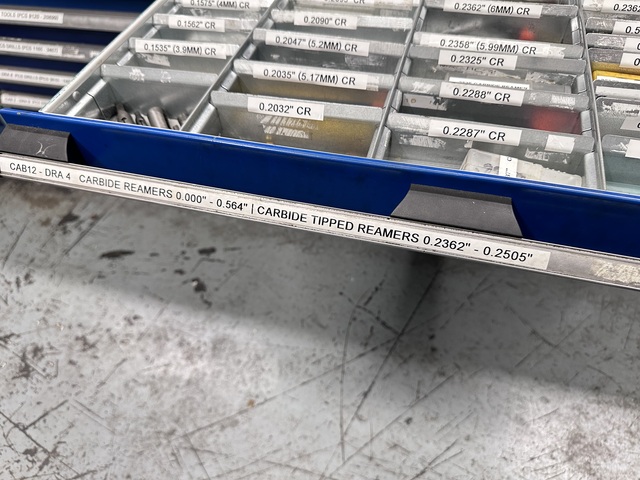 0.1575" (4MM) CR
0.1562" CR
0.1535" (3.9MM) CR
0.2090" CR
0.2047" (5.2MM) CR
0.2035" (5.17MM) CR
0.2032" CR
0.2362" (6MM) CR
0.2358" (5.99MM) CR
0.2325" CR
0.2288" CR
0.2287" CR
CAB12 - DRA 4 CARBIDE REAMERS 0.000" - 0.564" | CARBIDE TIPPED REAMERS 0.2362" - 0.2505"